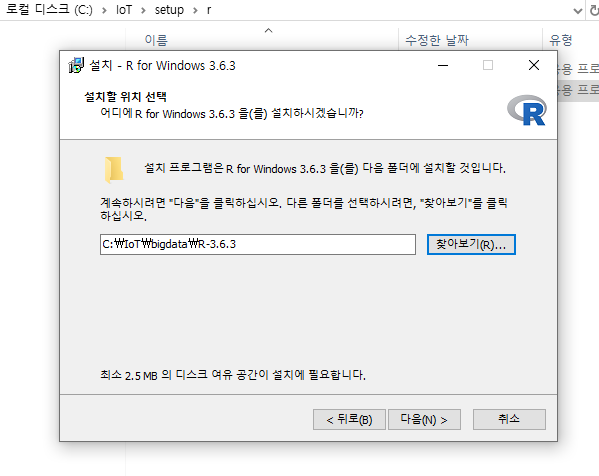 로컬 디스크 (C:) > IoT > setup > r
이름 수정한 날짜 유형
설치 - R for Windows 3.6.3
설치할 위치 선택
어디에 R for Windows 3.6.3 을(를) 설치하시겠습니까?
R
설치 프로그램은 R for Windows 3.6.3 을(를) 다음 폴더에 설치할 것입니다.
계속하시려면 "다음"을 클릭하십시오. 다른 폴더를 선택하시려면, "찾아보기"를 클릭
하십시오.
C:₩IoT₩bigdata₩R-3.6.3
찾아보기(R)...
최소 2.5 MB 의 디스크 여유 공간이 설치에 필요합니다.
< 뒤로(B) 다음(N) > 취소